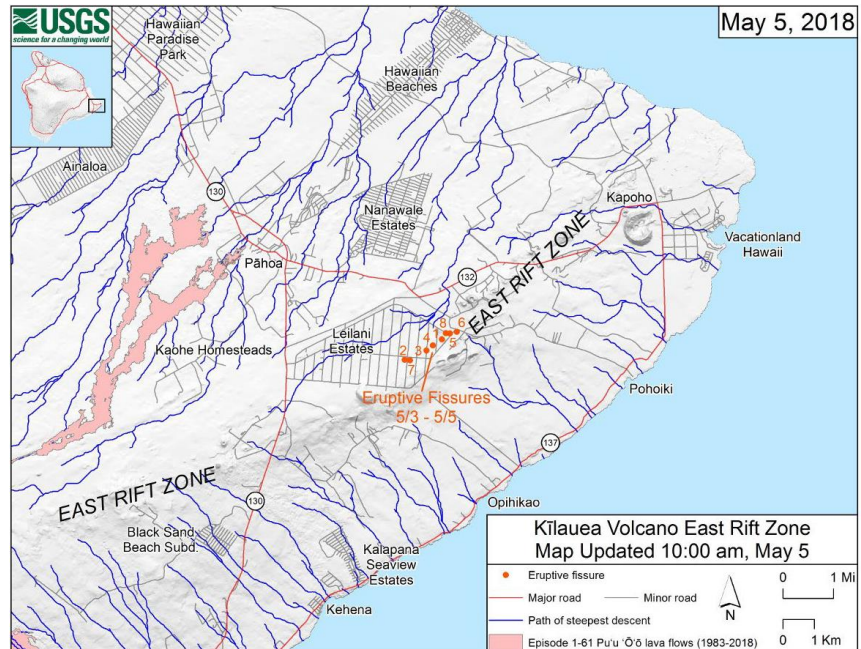 USGS
science for a changing world
May 5, 2018
Hawaiian
Paradise
Park
Hawaiian
Beaches
Ainaloa
130
Nanawale
Estates
Kapoho
Vacationland
Hawaii
Pāhoa
132
EAST RIFT ZONE
Leilani
Estates
Kaohe Homesteads
8 6
4 1
5
2 3
7
Eruptive Fissures
5/3 - 5/5
Pohoiki
137
EAST RIFT ZONE
130
Opihikao
Black Sand
Beach Subd.
Kalapana
Seaview
Estates
Kehena
Kīlauea Volcano East Rift Zone
Map Updated 10:00 am, May 5
Eruptive fissure
Major road
Minor road
Path of steepest descent
Episode 1-61 Puʻu ʻŌʻō lava flows (1983-2018)
N
0 1 Mi
0 1 Km